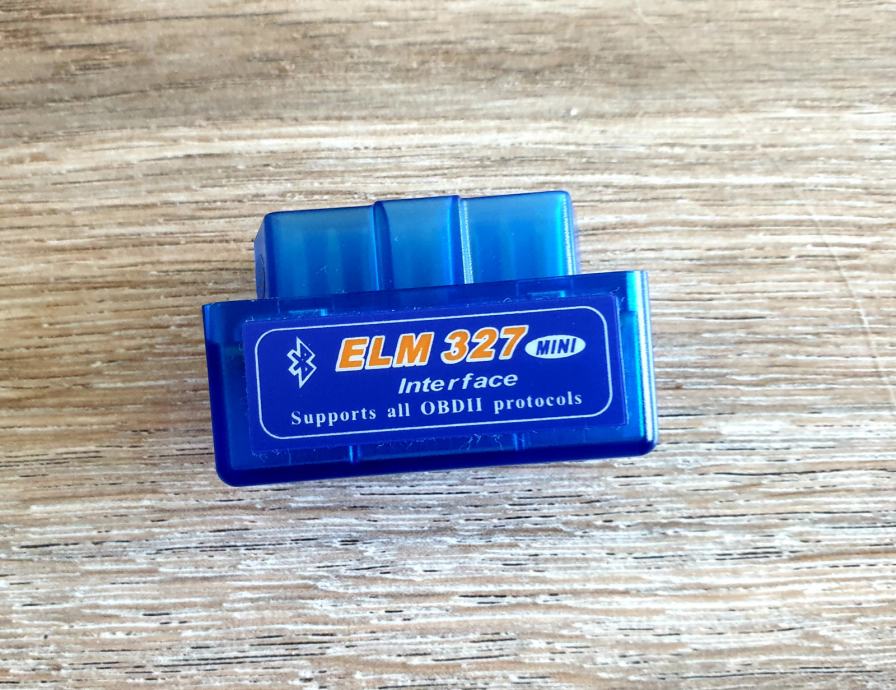 ELM 327 MINI
Interface
Supports all OBDII protocols